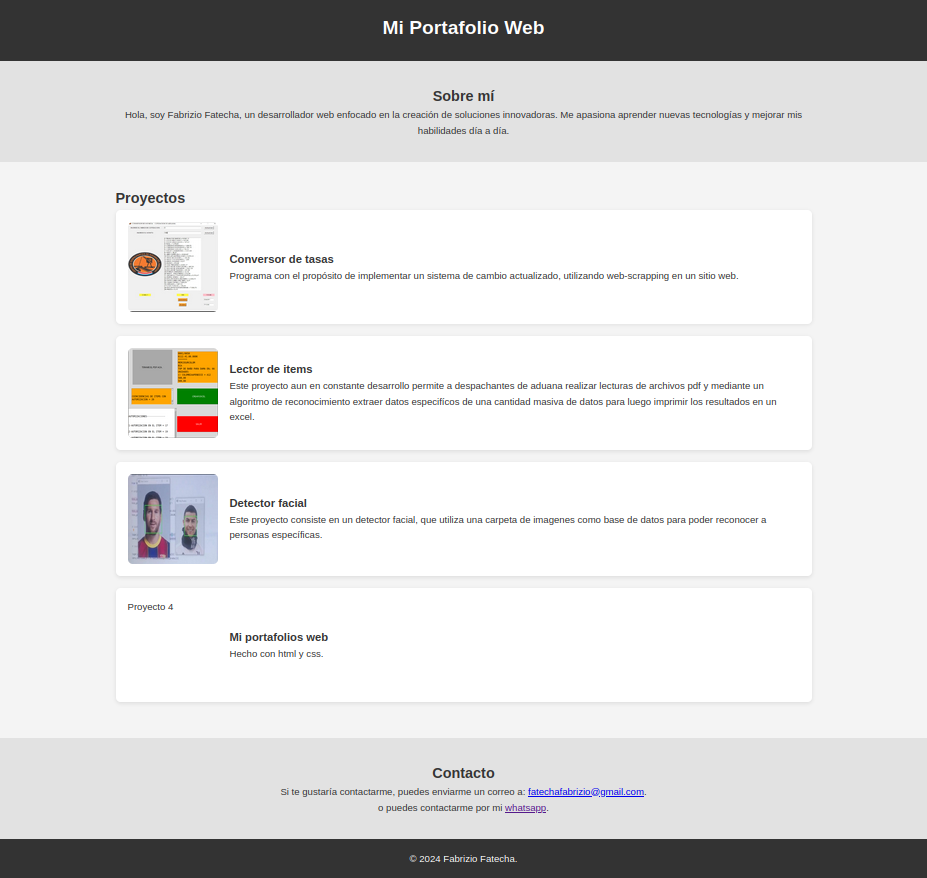 Mi Portafolio Web
Sobre mí
Hola, soy Fabrizio Fatecha, un desarrollador web enfocado en la creación de soluciones innovadoras. Me apasiona aprender nuevas tecnologías y mejorar mis
habilidades día a día.
Proyectos
Conversor de tasas
Programa con el propósito de implementar un sistema de cambio actualizado, utilizando web-scrapping en un sitio web.
Lector de items
Este proyecto aun en constante desarrollo permite a despachantes de aduana realizar lecturas de archivos pdf y mediante un
algoritmo de reconocimiento extraer datos especifícos de una cantidad masiva de datos para luego imprimir los resultados en un
excel.
Detector facial
Este proyecto consiste en un detector facial, que utiliza una carpeta de imagenes como base de datos para poder reconocer a
personas específicas.
Proyecto 4
Mi portafolios web
Hecho con html y css.
Contacto
Si te gustaría contactarme, puedes enviarme un correo a: fatechafabrizio@gmail.com.
o puedes contactarme por mi whatsapp.
© 2024 Fabrizio Fatecha.